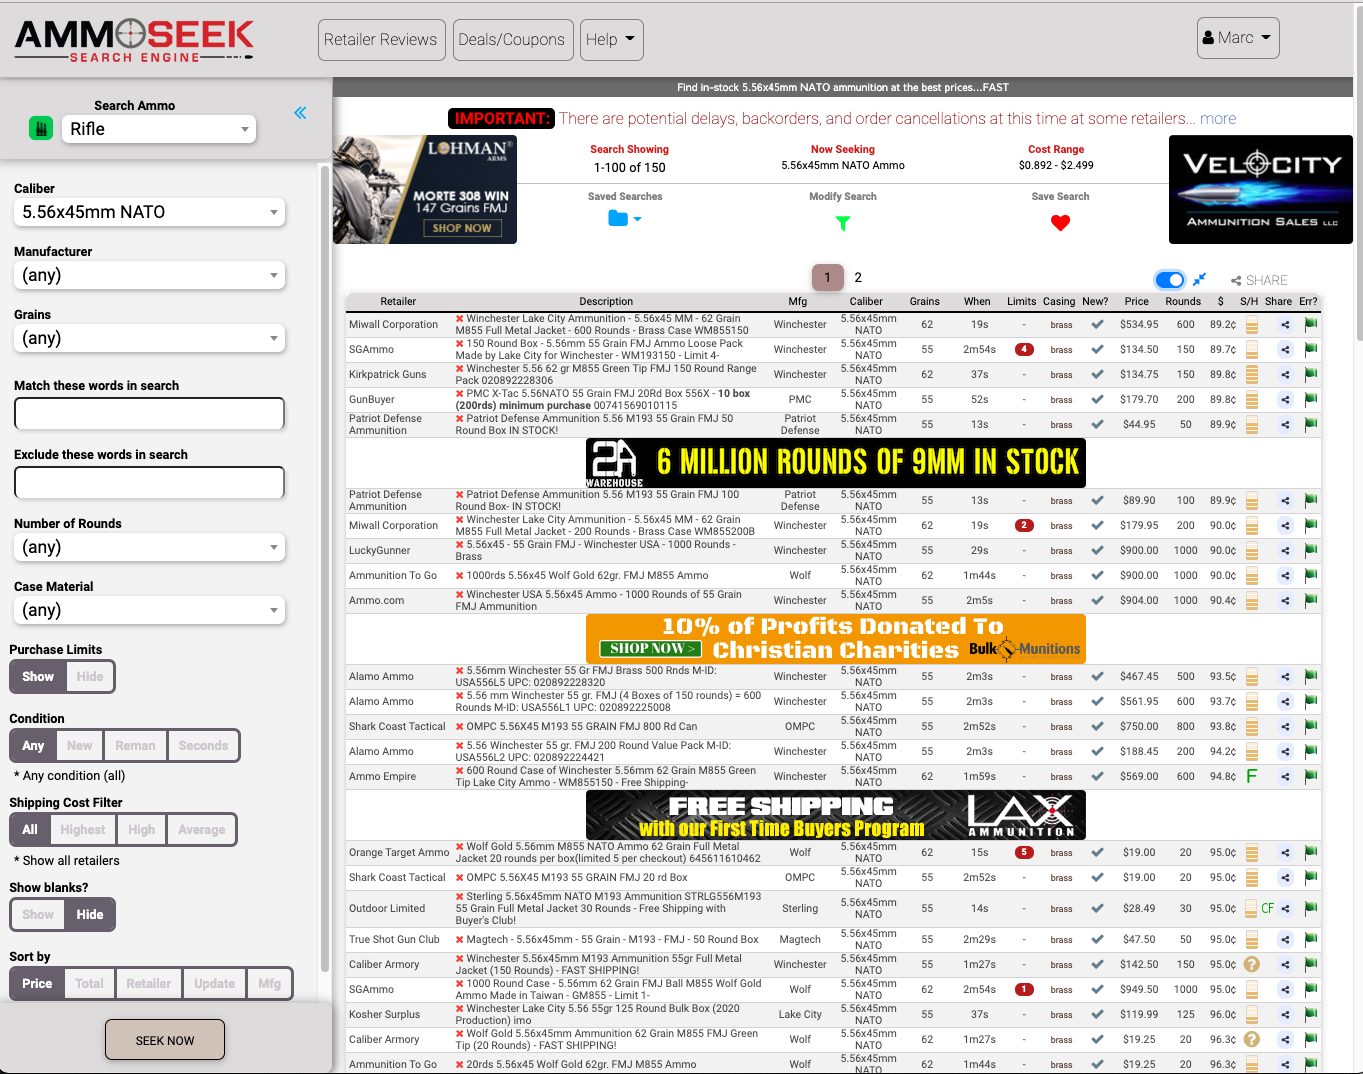 AMMOSEEK
SEARCH ENGINE
Retailer Reviews
Deals/Coupons
Help
Marc
Search Ammo
Rifle
Caliber
5.56x45mm NATO
Manufacturer
(any)
Grains
(any)
Match these words in search
Exclude these words in search
Number of Rounds
(any)
Case Material
(any)
Purchase Limits
Show Hide
Condition
Any New Reman Seconds
* Any condition (all)
Shipping Cost Filter
All Highest High Average
* Show all retailers
Show blanks?
Show Hide
Sort by
Price Total Retailer Update Mfg
SEEK NOW
Find in-stock 5.56x45mm NATO ammunition at the best prices...FAST
IMPORTANT: There are potential delays, backorders, and order cancellations at this time at some retailers... more
LOHMAN®
ARMS
MORTE 308 WIN
147 Grains FMJ
SHOP NOW
Search Showing
1-100 of 150
Now Seeking
5.56x45mm NATO Ammo
Cost Range
$0.892 - $2.499
Saved Searches
Modify Search
Save Search
VELOCITY
AMMUNITION SALES LLC
1 2
SHARE
Retailer Description Mfg Caliber Grains When Limits Casing New? Price Rounds $ S/H Share Err?
Miwall Corporation Winchester Lake City Ammunition - 5.56x45 MM - 62 Grain M855 Full Metal Jacket - 600 Rounds - Brass Case WM855150 Winchester 5.56x45mm NATO 62 19s - brass $534.95 600 89.2¢
SGAmmo 150 Round Box - 5.56mm 55 Grain FMJ Ammo Loose Pack Made by Lake City for Winchester - WM193150 - Limit 4- Winchester 5.56x45mm NATO 55 2m54s 4 brass $134.50 150 89.7¢
Kirkpatrick Guns Winchester 5.56 62 gr M855 Green Tip FMJ 150 Round Range Pack 020892228306 Winchester 5.56x45mm NATO 62 37s - brass $134.75 150 89.8¢
GunBuyer PMC X-Tac 5.56NATO 55 Grain FMJ 20Rd Box 556X - 10 box (200rds) minimum purchase 00741569010115 PMC 5.56x45mm NATO 55 52s - brass $179.70 200 89.8¢
Patriot Defense Ammunition Patriot Defense Ammunition 5.56 M193 55 Grain FMJ 50 Round Box IN STOCK! Patriot Defense 5.56x45mm NATO 55 13s - brass $44.95 50 89.9¢
2A WAREHOUSE 6 MILLION ROUNDS OF 9MM IN STOCK
Patriot Defense Ammunition Patriot Defense Ammunition 5.56 M193 55 Grain FMJ 100 Round Box- IN STOCK! Patriot Defense 5.56x45mm NATO 55 13s - brass $89.90 100 89.9¢
Miwall Corporation Winchester Lake City Ammunition - 5.56x45 MM - 62 Grain M855 Full Metal Jacket - 200 Rounds - Brass Case WM855200B Winchester 5.56x45mm NATO 62 19s 2 brass $179.95 200 90.0¢
LuckyGunner 5.56x45 - 55 Grain FMJ - Winchester USA - 1000 Rounds - Brass Winchester 5.56x45mm NATO 55 29s - brass $900.00 1000 90.0¢
Ammunition To Go 1000rds 5.56x45 Wolf Gold 62gr. FMJ M855 Ammo Wolf 5.56x45mm NATO 62 1m44s - brass $900.00 1000 90.0¢
Ammo.com Winchester USA 5.56x45 Ammo - 1000 Rounds of 55 Grain FMJ Ammunition Winchester 5.56x45mm NATO 55 2m5s - brass $904.00 1000 90.4¢
10% of Profits Donated To
SHOP NOW > Christian Charities Bulk Munitions
Alamo Ammo 5.56mm Winchester 55 Gr FMJ Brass 500 Rnds M-ID: USA556L5 UPC: 020892228320 Winchester 5.56x45mm NATO 55 2m3s - brass $467.45 500 93.5¢
Alamo Ammo 5.56 mm Winchester 55 gr. FMJ (4 Boxes of 150 rounds) = 600 Rounds M-ID: USA556L1 UPC: 020892225008 Winchester 5.56x45mm NATO 55 2m3s - brass $561.95 600 93.7¢
Shark Coast Tactical OMPC 5.56X45 M193 55 GRAIN FMJ 800 Rd Can OMPC 5.56x45mm NATO 55 2m52s - brass $750.00 800 93.8¢
Alamo Ammo 5.56 Winchester 55 gr. FMJ 200 Round Value Pack M-ID: USA556L2 UPC: 020892224421 Winchester 5.56x45mm NATO 55 2m3s - brass $188.45 200 94.2¢
Ammo Empire 600 Round Case of Winchester 5.56mm 62 Grain M855 Green Tip Lake City Ammo - WM855150 - Free Shipping- Winchester 5.56x45mm NATO 62 1m59s - brass $569.00 600 94.8¢ F
FREE SHIPPING
with our First Time Buyers Program
LAX
AMMUNITION
Orange Target Ammo Wolf Gold 5.56mm M855 NATO Ammo 62 Grain Full Metal Jacket 20 rounds per box(limited 5 per checkout) 645611610462 Wolf 5.56x45mm NATO 62 15s 5 brass $19.00 20 95.0¢
Shark Coast Tactical OMPC 5.56X45 M193 55 GRAIN FMJ 20 rd Box OMPC 5.56x45mm NATO 55 2m52s - brass $19.00 20 95.0¢
Outdoor Limited Sterling 5.56x45mm NATO M193 Ammunition STRLG556M193 55 Grain Full Metal Jacket 30 Rounds - Free Shipping with Buyer's Club! Sterling 5.56x45mm NATO 55 14s - brass $28.49 30 95.0¢ CF
True Shot Gun Club Magtech - 5.56x45mm - 55 Grain - M193 - FMJ - 50 Round Box Magtech 5.56x45mm NATO 55 2m29s - brass $47.50 50 95.0¢
Caliber Armory Winchester 5.56x45mm M193 Ammunition 55gr Full Metal Jacket (150 Rounds) - FAST SHIPPING! Winchester 5.56x45mm NATO 55 1m27s - brass $142.50 150 95.0¢ ?
SGAmmo 1000 Round Case - 5.56mm 62 Grain FMJ Ball M855 Wolf Gold Ammo Made in Taiwan - GM855 - Limit 1- Wolf 5.56x45mm NATO 62 2m54s 1 brass $949.50 1000 95.0¢
Kosher Surplus Winchester Lake City 5.56 55gr 125 Round Bulk Box (2020 Production) imo Lake City 5.56x45mm NATO 55 37s - brass $119.99 125 96.0¢
Caliber Armory Wolf Gold 5.56x45mm Ammunition 62 Grain M855 FMJ Green Tip (20 Rounds) - FAST SHIPPING! Wolf 5.56x45mm NATO 62 1m27s - brass $19.25 20 96.3¢ ?
Ammunition To Go 20rds 5.56x45 Wolf Gold 62gr. FMJ M855 Ammo Wolf 5.56x45mm NATO 62 1m44s - brass $19.25 20 96.3¢